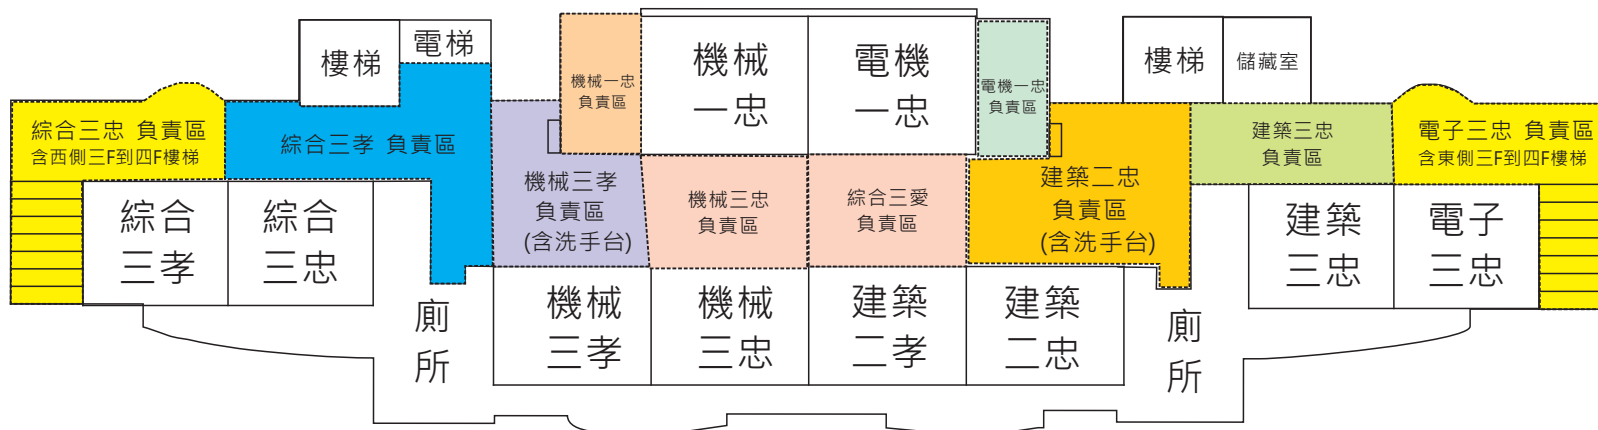 樓梯
電梯
機械一忠
負責區
機械
一忠
電機
一忠
電機一忠
負責區
樓梯
儲藏室
綜合三忠 負責區
含西側三F到四F樓梯
綜合三孝 負責區
機械三孝
負責區
(含洗手台)
機械三忠
負責區
綜合三愛
負責區
建築二忠
負責區
(含洗手台)
建築三忠
負責區
電子三忠 負責區
含東側三F到四F樓梯
綜合
三孝
綜合
三忠
廁
所
機械
三孝
機械
三忠
建築
二孝
建築
二忠
廁
所
建築
三忠
電子
三忠